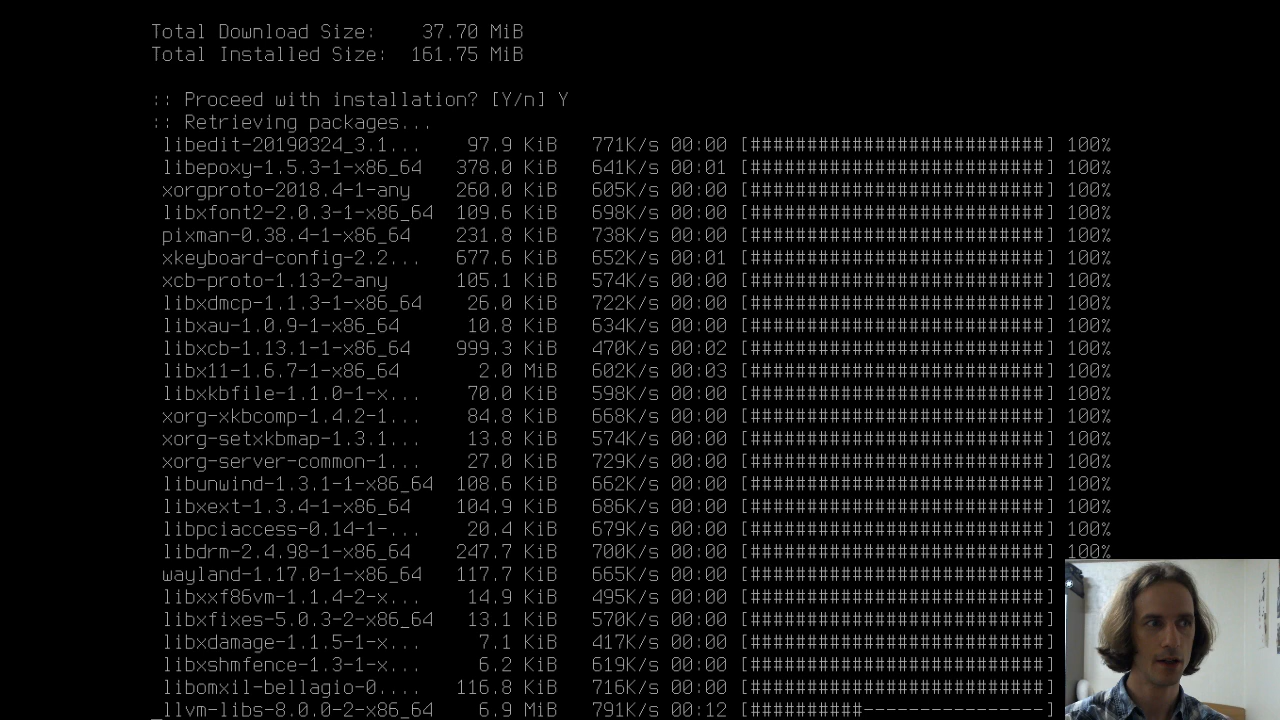 Total Download Size:    37.70 MiB
Total Installed Size:  161.75 MiB
:: Proceed with installation? [Y/n] Y
:: Retrieving packages...
libedit-20190324_3.1...    97.9 KiB   771K/s 00:00 [##########################] 100%
libepoxy-1.5.3-1-x86_64   378.0 KiB   641K/s 00:01 [##########################] 100%
xorgproto-2018.4-1-any    260.0 KiB   605K/s 00:00 [##########################] 100%
libxfont2-2.0.3-1-x86_64  109.6 KiB   698K/s 00:00 [##########################] 100%
pixman-0.38.4-1-x86_64    231.8 KiB   738K/s 00:00 [##########################] 100%
xkeyboard-config-2.2...   677.6 KiB   652K/s 00:01 [##########################] 100%
xcb-proto-1.13-2-any      105.1 KiB   574K/s 00:00 [##########################] 100%
libxdmcp-1.1.3-1-x86_64    26.0 KiB   722K/s 00:00 [##########################] 100%
libxau-1.0.9-1-x86_64      10.8 KiB   634K/s 00:00 [##########################] 100%
libxcb-1.13.1-1-x86_64    999.3 KiB   470K/s 00:02 [##########################] 100%
libx11-1.6.7-1-x86_64       2.0 MiB   602K/s 00:03 [##########################] 100%
libxkbfile-1.1.0-1-x...    70.0 KiB   598K/s 00:00 [##########################] 100%
xorg-xkbcomp-1.4.2-1...    84.8 KiB   668K/s 00:00 [##########################] 100%
xorg-setxkbmap-1.3.1...    13.8 KiB   574K/s 00:00 [##########################] 100%
xorg-server-common-1...    27.0 KiB   729K/s 00:00 [##########################] 100%
libunwind-1.3.1-1-x86_64  108.6 KiB   662K/s 00:00 [##########################] 100%
libxext-1.3.4-1-x86_64    104.9 KiB   686K/s 00:00 [##########################] 100%
libpciaccess-0.14-1-...    20.4 KiB   679K/s 00:00 [##########################] 100%
libdrm-2.4.98-1-x86_64    247.7 KiB   700K/s 00:00 [##########################] 100%
wayland-1.17.0-1-x86_64   117.7 KiB   665K/s 00:00 [##########################]
libxxf86vm-1.1.4-2-x...    14.9 KiB   495K/s 00:00 [##########################]
libxfixes-5.0.3-2-x86_64   13.1 KiB   570K/s 00:00 [##########################]
libxdamage-1.1.5-1-x...     7.1 KiB   417K/s 00:00 [##########################]
libxshmfence-1.3-1-x...     6.2 KiB   619K/s 00:00 [##########################]
libomxil-bellagio-0....   116.8 KiB   716K/s 00:00 [##########################]
llvm-libs-8.0.0-2-x86_64    6.9 MiB   791K/s 00:12 [##########----------------]